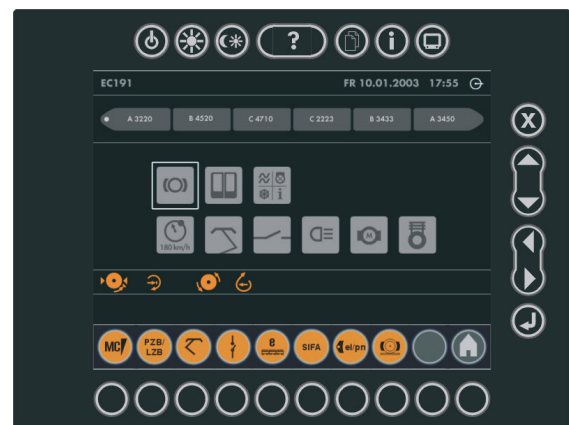 ?
i
EC191 FR 10.01.2003 17:55
A 3220 B 4520 C 4710 C 2223 B 3433 A 3450
X
i
180 km/h
M
MC PZB/LZB e SIFA el/pn